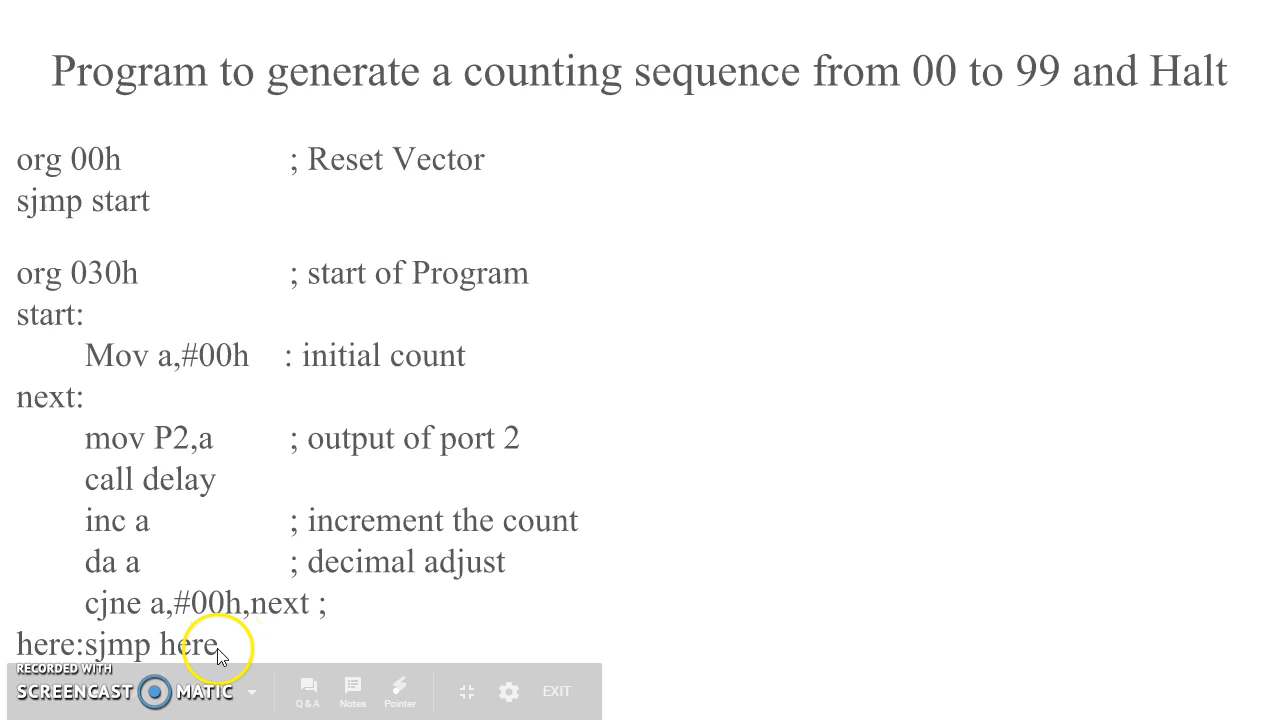 Program to generate a counting sequence from 00 to 99 and Halt
org 00h ; Reset Vector
sjmp start
org 030h ; start of Program
start:
Mov a,#00h : initial count
next:
mov P2,a ; output of port 2
call delay
inc a ; increment the count
da a ; decimal adjust
cjne a,#00h,next ;
here:sjmp here
RECORDED WITH
SCREENCAST MATIC
Q & A Notes Pointer EXIT